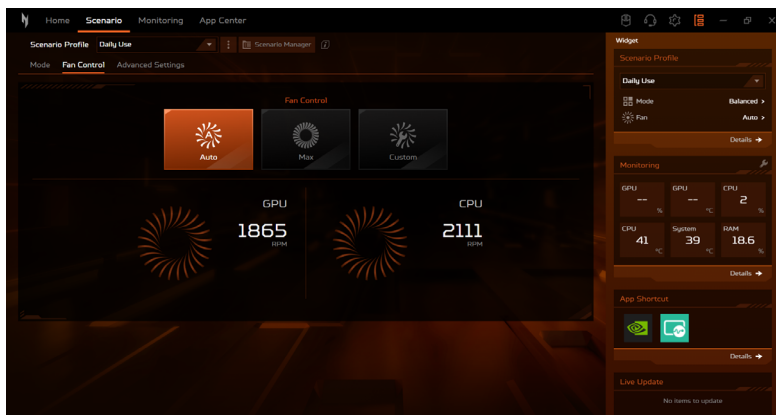 Home Scenario Monitoring App Center
Scenario Profile Daily Use Scenario Manager
Mode Fan Control Advanced Settings
Fan Control
Auto Max Custom
GPU
1865
RPM
CPU
2111
RPM
Widget
Scenario Profile
Daily Use
Mode Balanced >
Fan Auto >
Details →
Monitoring
GPU GPU CPU
-- -- 2
% °C %
CPU System RAM
41 39 18.6
°C °C %
Details →
App Shortcut
Details →
Live Update
No items to update